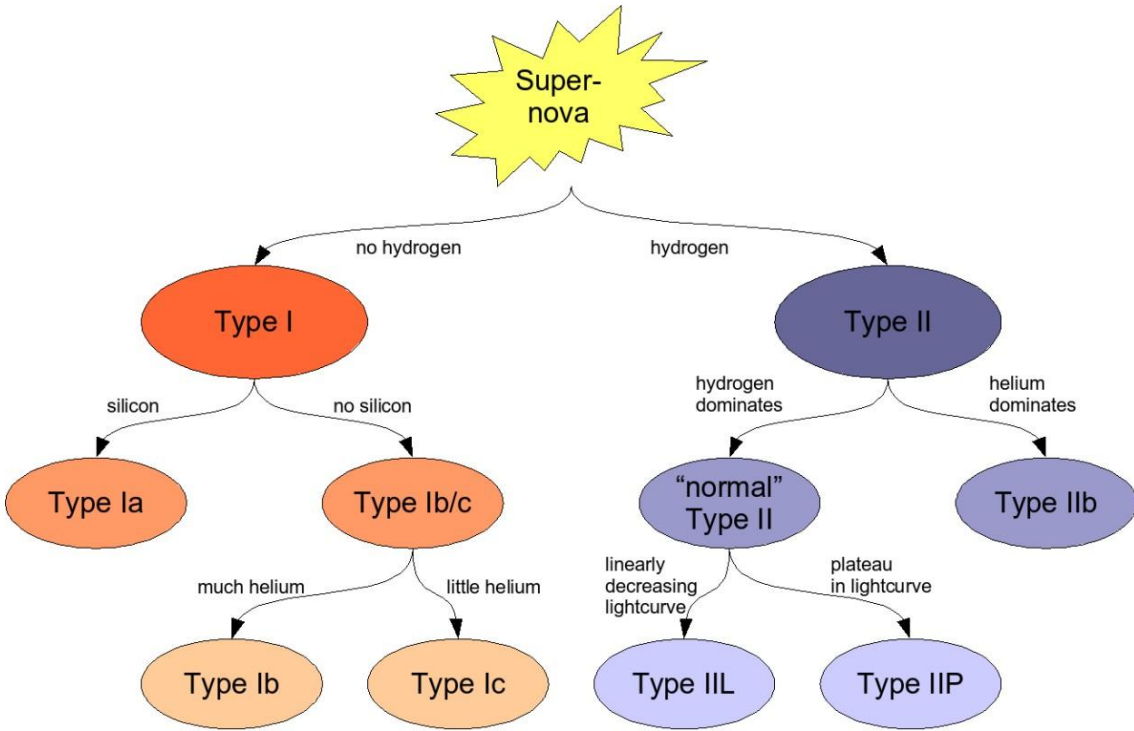 Super-
nova
no hydrogen
hydrogen
Type I
Type II
silicon
no silicon
hydrogen
dominates
helium
dominates
Type Ia
Type Ib/c
“normal”
Type II
Type IIb
much helium
little helium
linearly
decreasing
lightcurve
plateau
in lightcurve
Type Ib
Type Ic
Type IIL
Type IIP